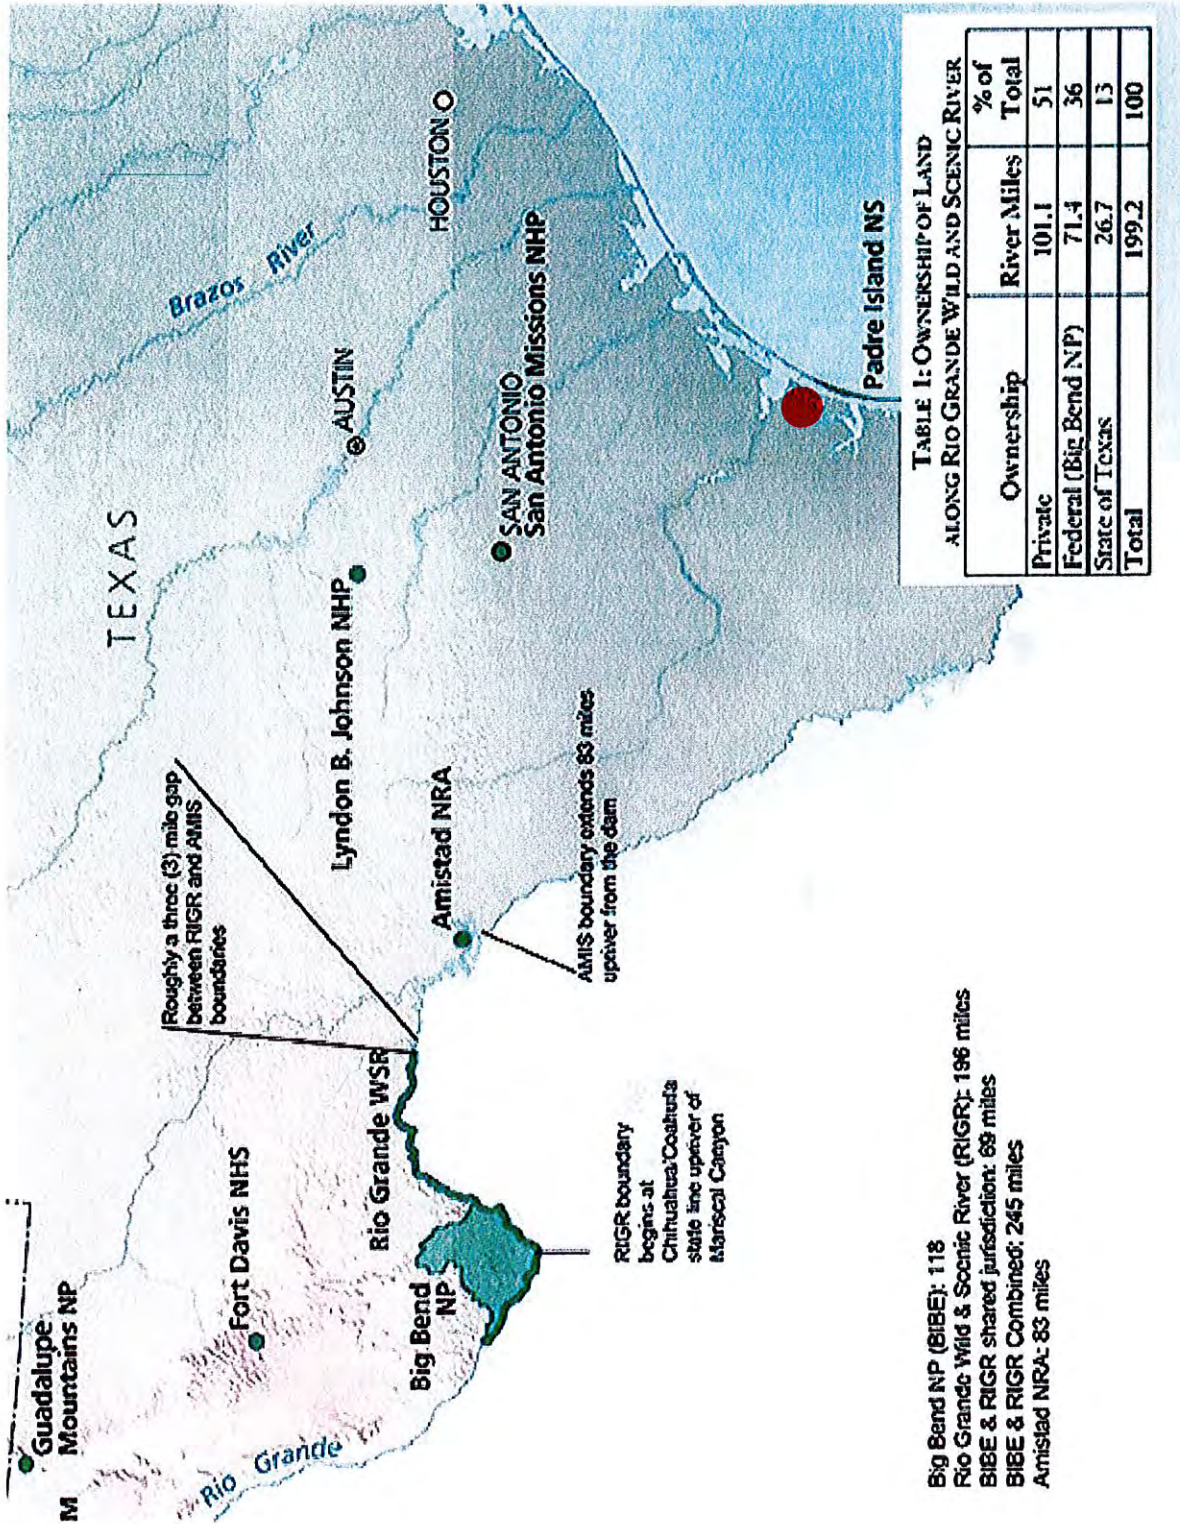 M
Guadalupe
Mountains NP
TEXAS
Fort Davis NHS
Rio Grande
Roughly a three (3) mile gap
between RIGR and AMIS
boundaries
Brazos River
Lyndon B. Johnson NHP
AUSTIN
HOUSTON
Big Bend
NP
Rio Grande WSR
Amistad NRA
SAN ANTONIO
San Antonio Missions NHP
AMIS boundary extends 83 miles
upriver from the dam
RIGR boundary
begins at
Chihuahua/Coahuila
state line upriver of
Mariscal Canyon
Padre Island NS
Big Bend NP (BIBE): 118
Rio Grande Wild & Scenic River (RIGR): 196 miles
BIBE & RIGR shared jurisdiction: 69 miles
BIBE & RIGR Combined: 245 miles
Amistad NRA: 83 miles
TABLE 1: OWNERSHIP OF LAND
ALONG RIO GRANDE WILD AND SCENIC RIVER
Ownership River Miles % of Total
Private 101.1 51
Federal (Big Bend NP) 71.4 36
State of Texas 26.7 13
Total 199.2 100